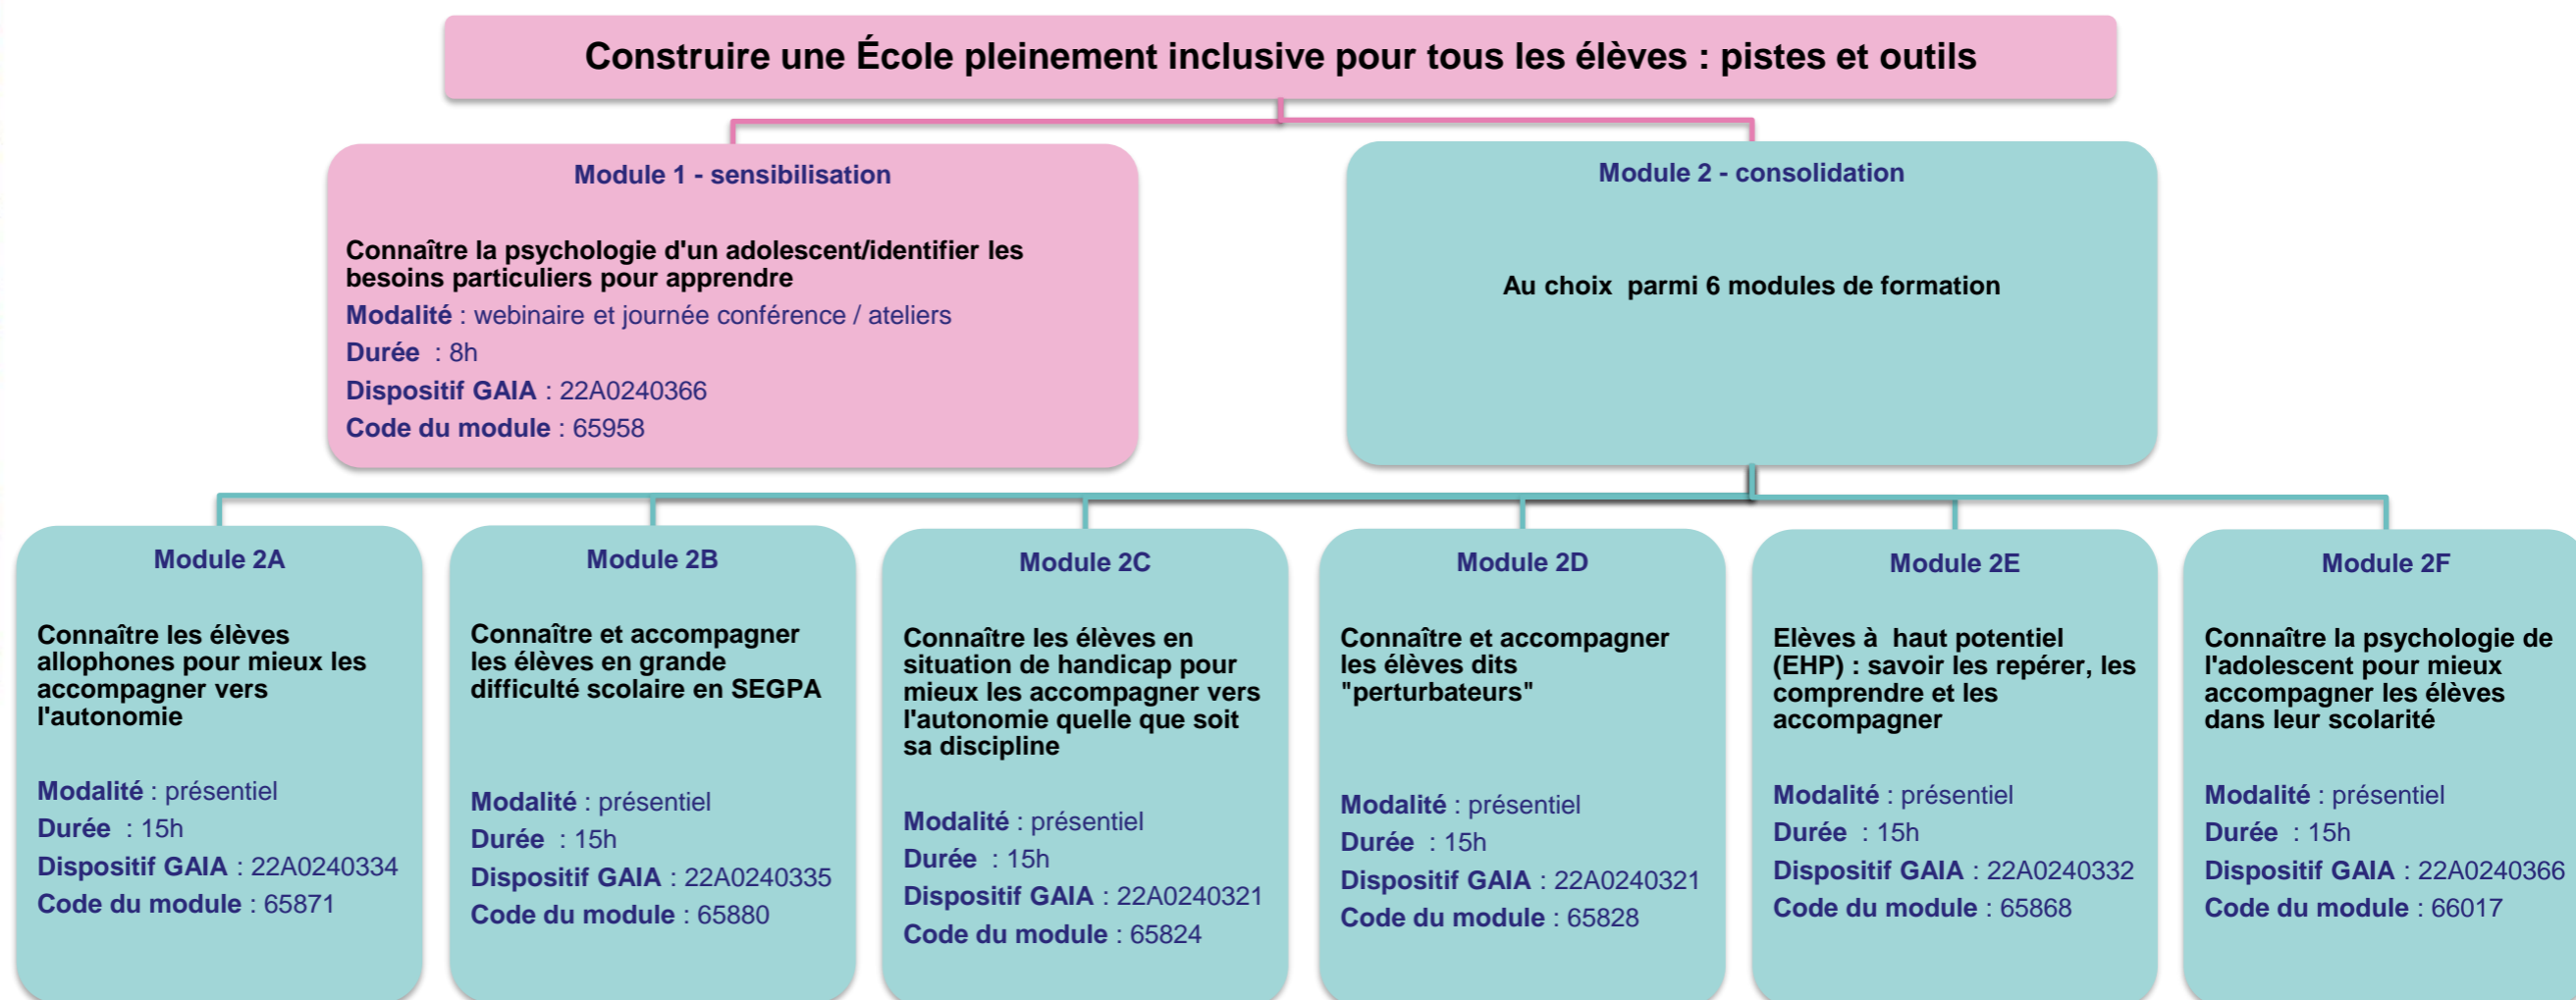 Construire une École pleinement inclusive pour tous les élèves : pistes et outils
Module 1 - sensibilisation
Connaître la psychologie d'un adolescent/identifier les
besoins particuliers pour apprendre
Modalité : webinaire et journée conférence / ateliers
Durée : 8h
Dispositif GAIA : 22A0240366
Code du module : 65958
Module 2 - consolidation
Au choix parmi 6 modules de formation
Module 2A
Connaître les élèves
allophones pour mieux les
accompagner vers
l'autonomie
Modalité : présentiel
Durée : 15h
Dispositif GAIA : 22A0240334
Code du module : 65871
Module 2B
Connaître et accompagner
les élèves en grande
difficulté scolaire en SEGPA
Modalité : présentiel
Durée : 15h
Dispositif GAIA : 22A0240335
Code du module : 65880
Module 2C
Connaître les élèves en
situation de handicap pour
mieux les accompagner vers
l'autonomie quelle que soit
sa discipline
Modalité : présentiel
Durée : 15h
Dispositif GAIA : 22A0240321
Code du module : 65824
Module 2D
Connaître et accompagner
les élèves dits
"perturbateurs"
Modalité : présentiel
Durée : 15h
Dispositif GAIA : 22A0240321
Code du module : 65828
Module 2E
Elèves à haut potentiel
(EHP) : savoir les repérer, les
comprendre et les
accompagner
Modalité : présentiel
Durée : 15h
Dispositif GAIA : 22A0240332
Code du module : 65868
Module 2F
Connaître la psychologie de
l'adolescent pour mieux
accompagner les élèves
dans leur scolarité
Modalité : présentiel
Durée : 15h
Dispositif GAIA : 22A0240366
Code du module : 66017